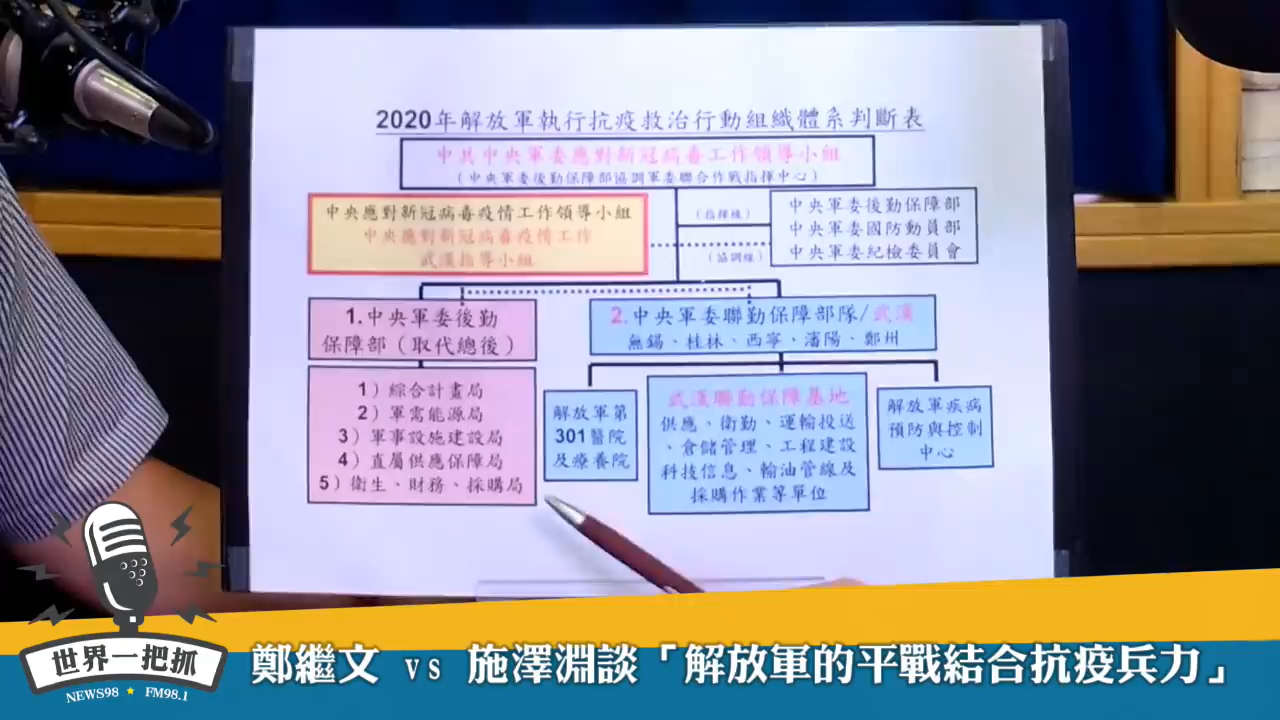 2020年解放軍執行抗疫救治行動組織體系判斷表
中共中央軍委應對新冠病毒工作領導小組
(中央軍委後勤保障部協調軍委聯合作戰指揮中心)
中央應對新冠病毒疫情工作領導小組
中央應對新冠病毒疫情工作
武漢指導小組
(指揮線)
(協調線)
中央軍委後勤保障部
中央軍委國防動員部
中央軍委紀檢委員會
1.中央軍委後勤
保障部(取代總後)
2.中央軍委聯勤保障部隊/武漢
無錫、桂林、西寧、瀋陽、鄭州
1)綜合計畫局
2)軍需能源局
3)軍事設施建設局
4)直屬供應保障局
5)衛生、財務、採購局
解放軍第
301醫院
及療養院
武漢聯勤保障基地
供應、衛勤、運輸投送
、倉儲管理、工程建設
科技信息、輸油管線及
採購作業等單位
解放軍疾病
預防與控制
中心
世界一把抓
NEWS98 ★ FM98.1
鄭繼文 vs 施澤淵談「解放軍的平戰結合抗疫兵力」